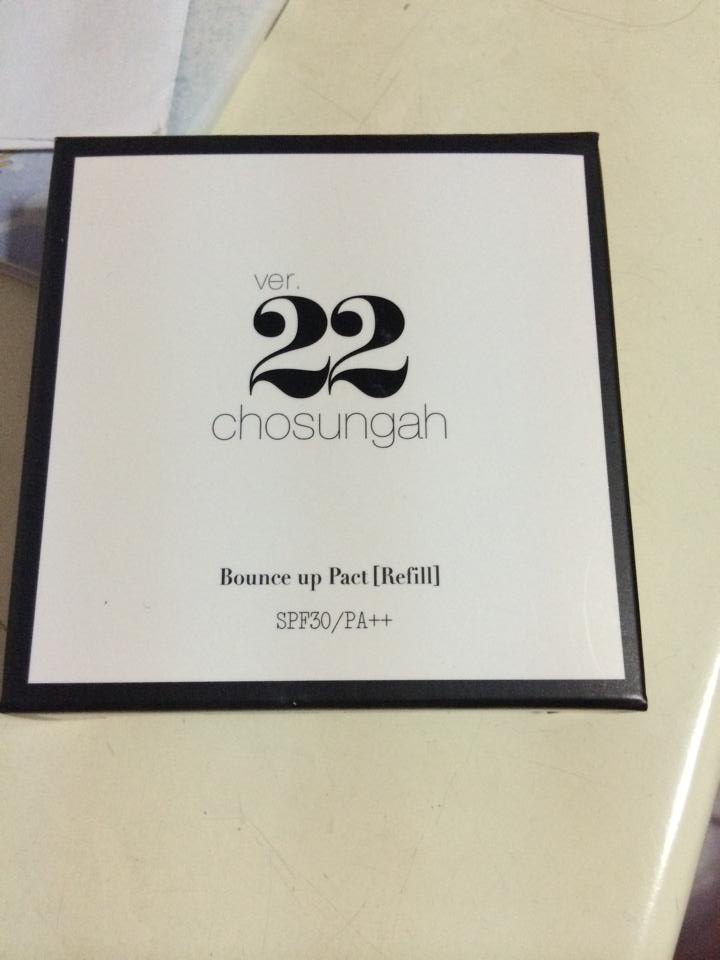 ver.
22
chosungah
Bounce up Pact [Refill]
SPF30/PA++